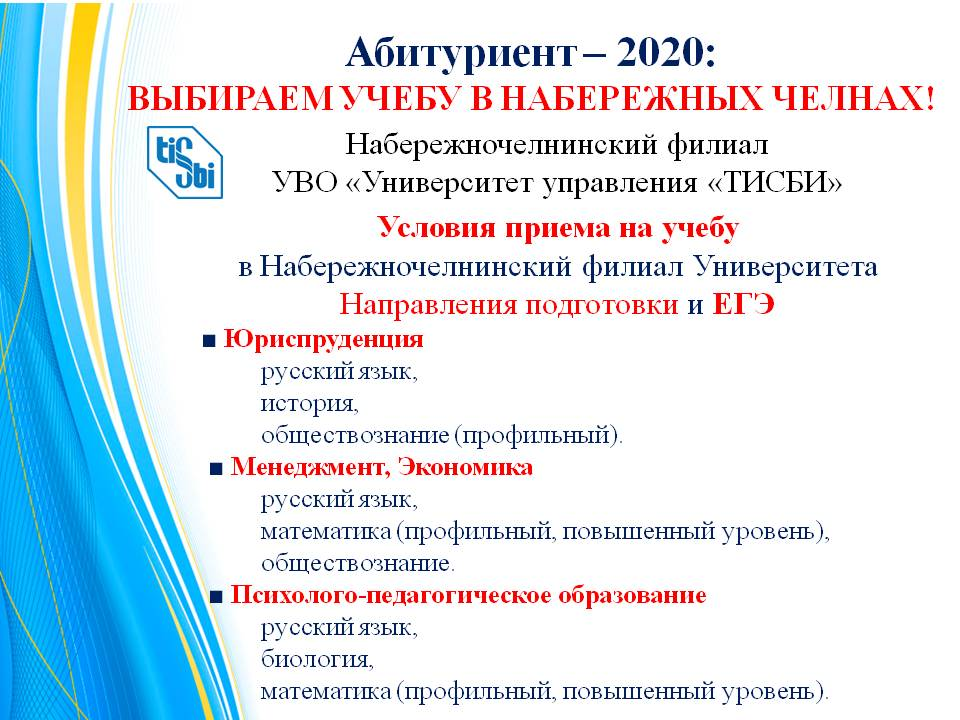 Абитуриент – 2020:
ВЫБИРАЕМ УЧЕБУ В НАБЕРЕЖНЫХ ЧЕЛНАХ!
tisbi
Набережночелнинский филиал
УВО «Университет управления «ТИСБИ»
Условия приема на учебу
в Набережночелнинский филиал Университета
Направления подготовки и ЕГЭ
■ Юриспруденция
русский язык,
история,
обществознание (профильный).
■ Менеджмент, Экономика
русский язык,
математика (профильный, повышенный уровень),
обществознание.
■ Психолого-педагогическое образование
русский язык,
биология,
математика (профильный, повышенный уровень).